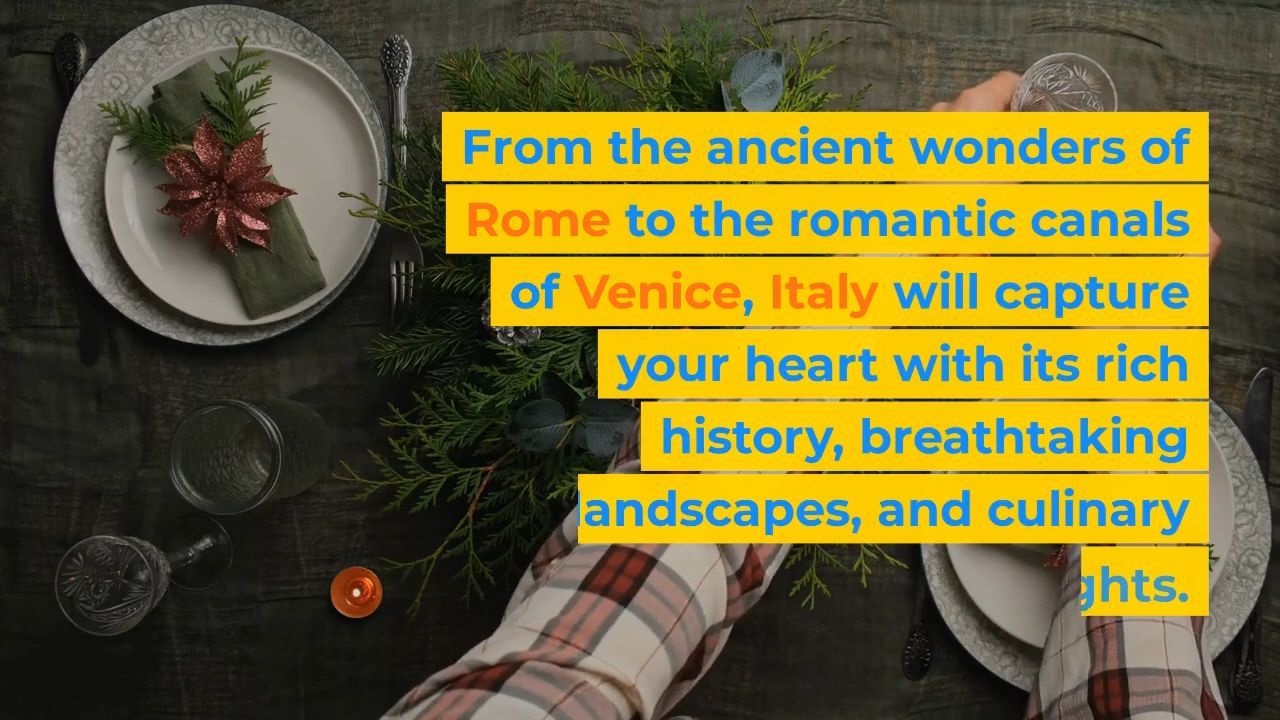 From the ancient wonders of
Rome to the romantic canals
of Venice, Italy will capture
your heart with its rich
history, breathtaking
landscapes, and culinary